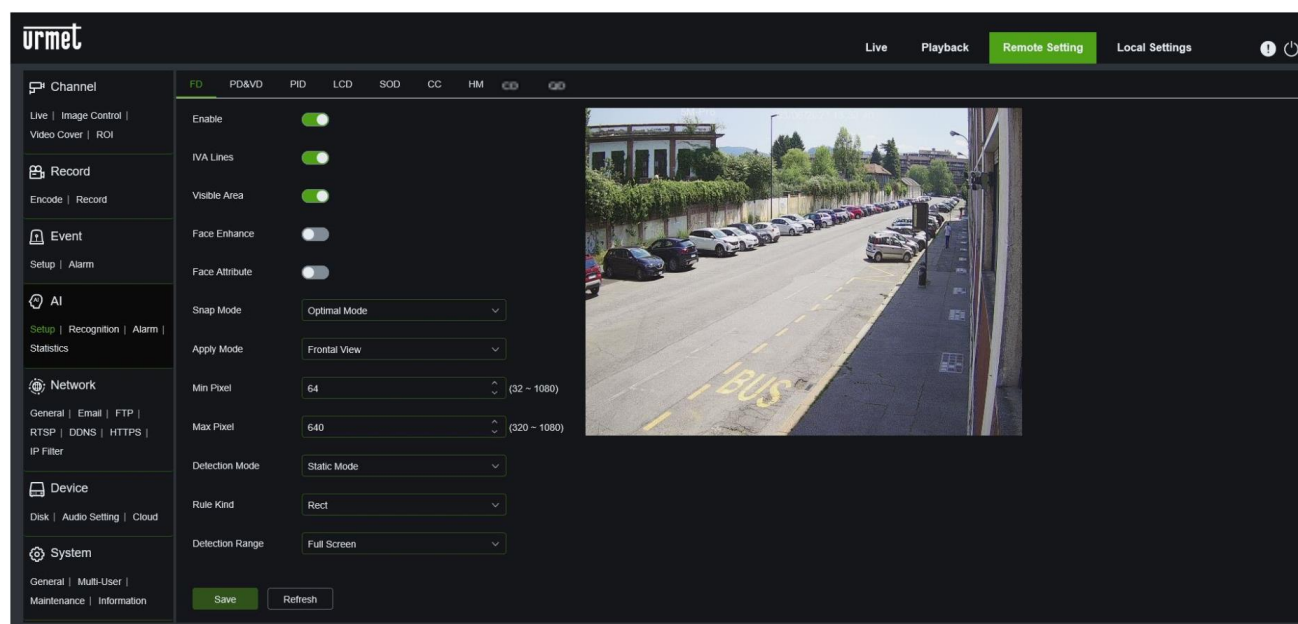 urmet
Live Playback Remote Setting Local Settings
Channel
Live | Image Control |
Video Cover | ROI
Record
Encode | Record
Event
Setup | Alarm
AI
Setup | Recognition | Alarm |
Statistics
Network
General | Email | FTP |
RTSP | DDNS | HTTPS |
IP Filter
Device
Disk | Audio Setting | Cloud
System
General | Multi-User |
Maintenance | Information
FD PD&VD PID LCD SOD CC HM CD QD
Enable
IVA Lines
Visible Area
Face Enhance
Face Attribute
Snap Mode Optimal Mode
Apply Mode Frontal View
Min Pixel 64 (32 ~ 1080)
Max Pixel 640 (320 ~ 1080)
Detection Mode Static Mode
Rule Kind Rect
Detection Range Full Screen
Save Refresh
BUS